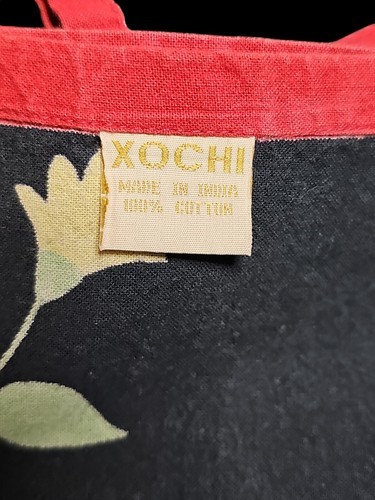 XOCHI
MADE IN INDIA
100% COTTON